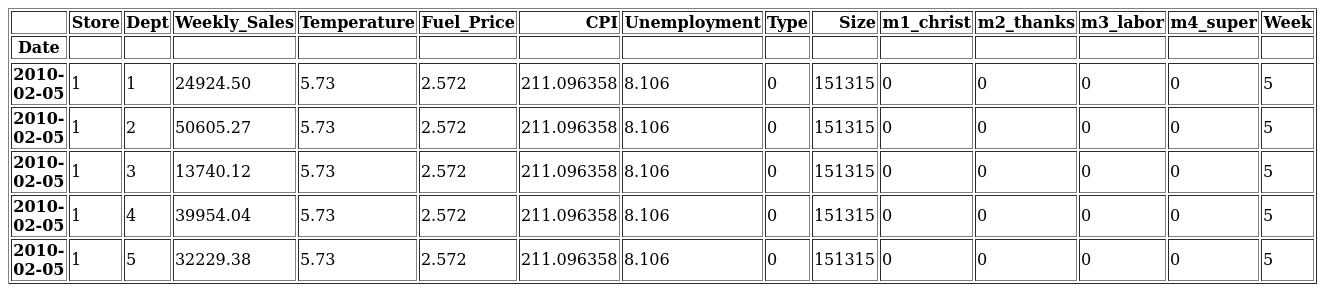 Store Dept Weekly_Sales Temperature Fuel_Price CPI Unemployment Type Size m1_christ m2_thanks m3_labor m4_super Week
Date
2010-02-05 1 1 24924.50 5.73 2.572 211.096358 8.106 0 151315 0 0 0 0 5
2010-02-05 1 2 50605.27 5.73 2.572 211.096358 8.106 0 151315 0 0 0 0 5
2010-02-05 1 3 13740.12 5.73 2.572 211.096358 8.106 0 151315 0 0 0 0 5
2010-02-05 1 4 39954.04 5.73 2.572 211.096358 8.106 0 151315 0 0 0 0 5
2010-02-05 1 5 32229.38 5.73 2.572 211.096358 8.106 0 151315 0 0 0 0 5